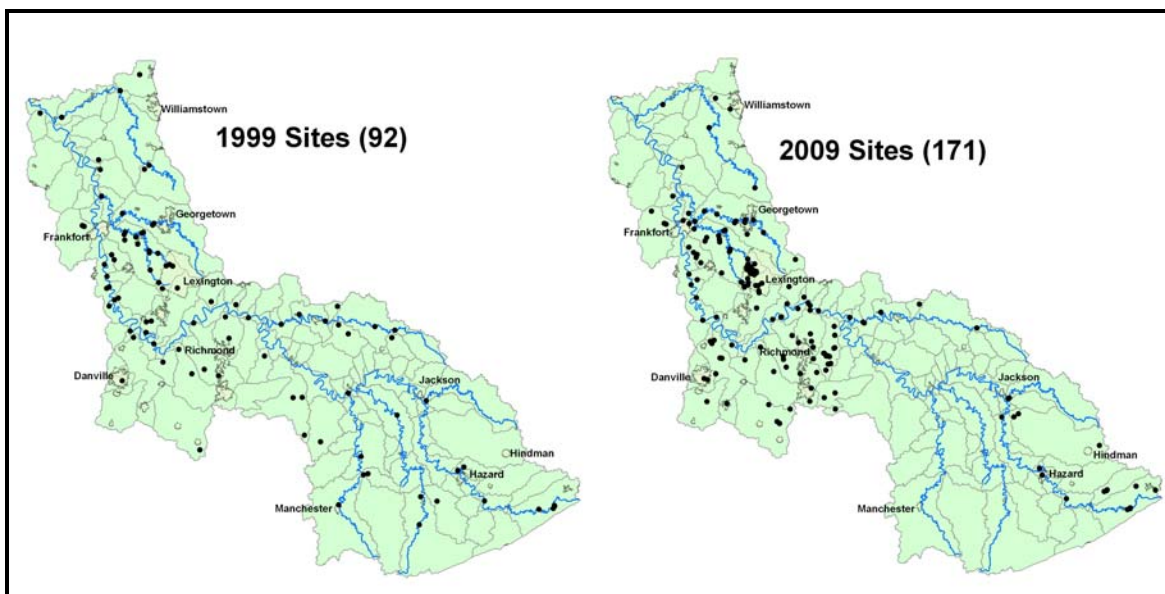 1999 Sites (92)
Williamstown
Georgetown
Frankfort
Lexington
Richmond
Danville
Jackson
Hindman
Hazard
Manchester
2009 Sites (171)
Williamstown
Georgetown
Frankfort
Lexington
Richmond
Danville
Jackson
Hindman
Hazard
Manchester